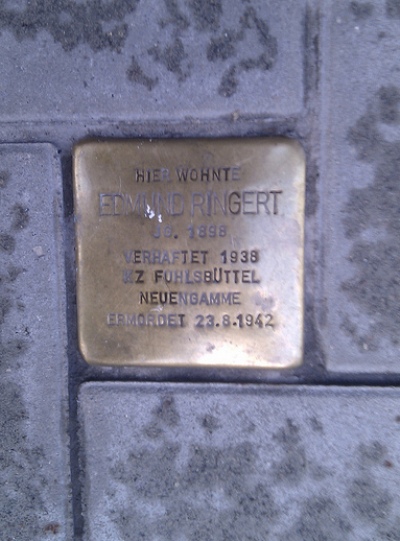 HIER WOHNTE
EDMUND RINGERT
JG. 1898
VERHAFTET 1938
KZ FUHLSBÜTTEL
NEUENGAMME
ERMORDET 23.8.1942